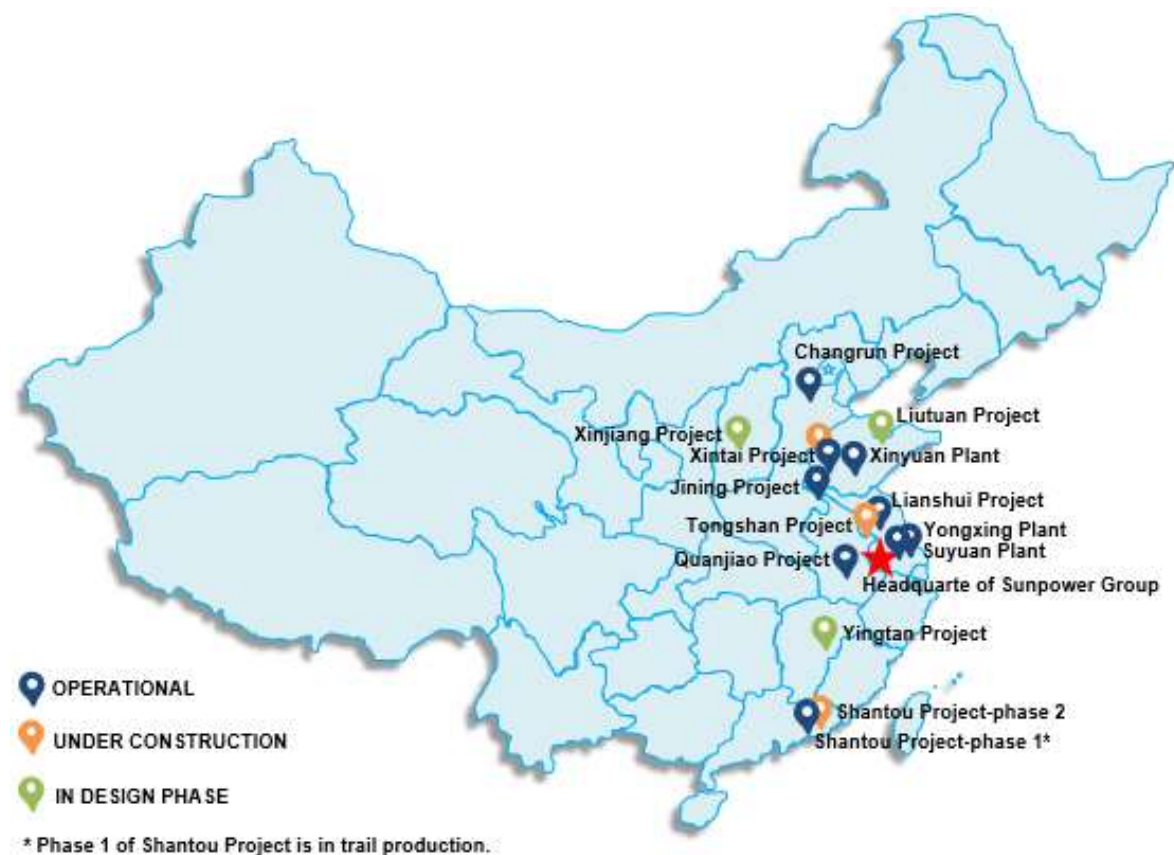 Changrun Project
Liutuan Project
Xinjiang Project
Xintai Project
Xinyuan Plant
Jining Project
Lianshui Project
Tongshan Project
Yongxing Plant
Suyuan Plant
Quanjiao Project
Headquarte of Sunpower Group
Yingtan Project
OPERATIONAL
Shantou Project-phase 2
UNDER CONSTRUCTION
Shantou Project-phase 1*
IN DESIGN PHASE
* Phase 1 of Shantou Project is in trail production.